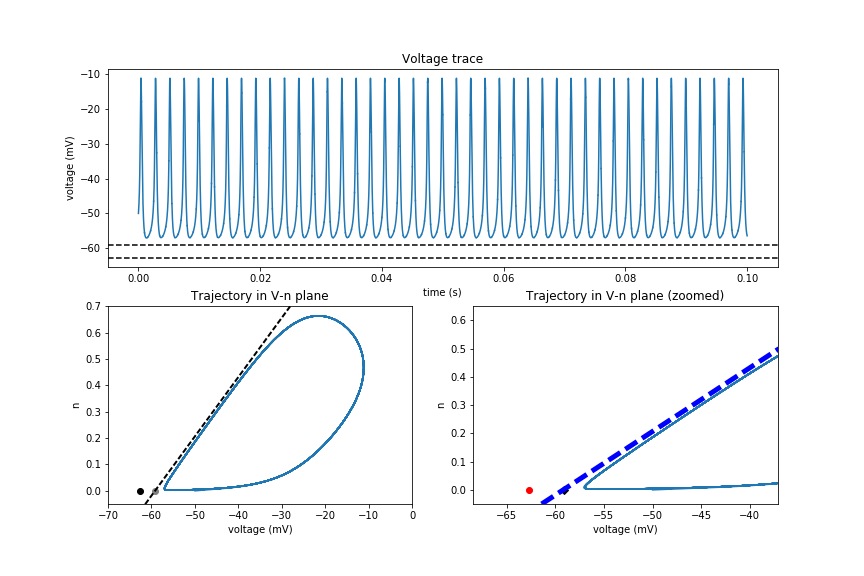 Voltage trace
−10
−20
−30
−40
−50
−60
voltage (mV)
0.00 0.02 0.04 0.06 0.08 0.10
time (s)
Trajectory in V-n plane
0.7
0.6
0.5
0.4
0.3
0.2
0.1
0.0
n
−70 −60 −50 −40 −30 −20 −10 0
voltage (mV)
Trajectory in V-n plane (zoomed)
0.6
0.5
0.4
0.3
0.2
0.1
0.0
n
−65 −60 −55 −50 −45 −40
voltage (mV)